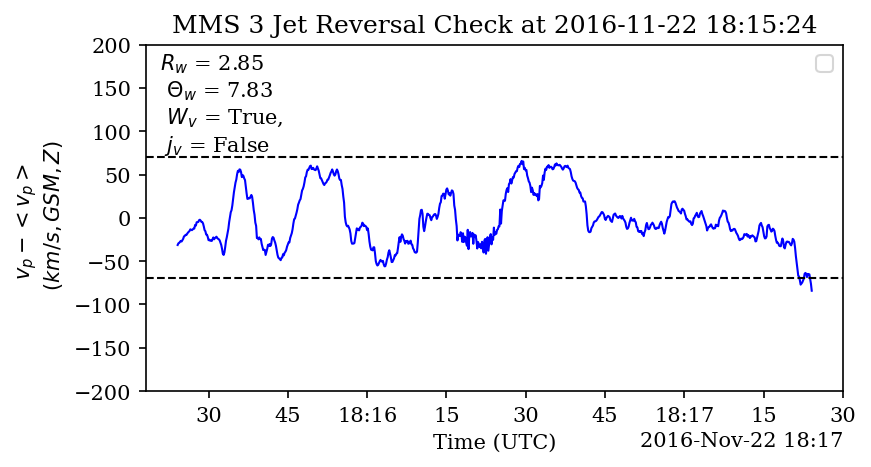 MMS 3 Jet Reversal Check at 2016-11-22 18:15:24
R_w = 2.85
Θ_w = 7.83
W_v = True,
j_v = False
v_p − <v_p>
(km/s, GSM, Z)
200
150
100
50
0
−50
−100
−150
−200
30 45 18:16 15 30 45 18:17 15 30
Time (UTC)
2016-Nov-22 18:17